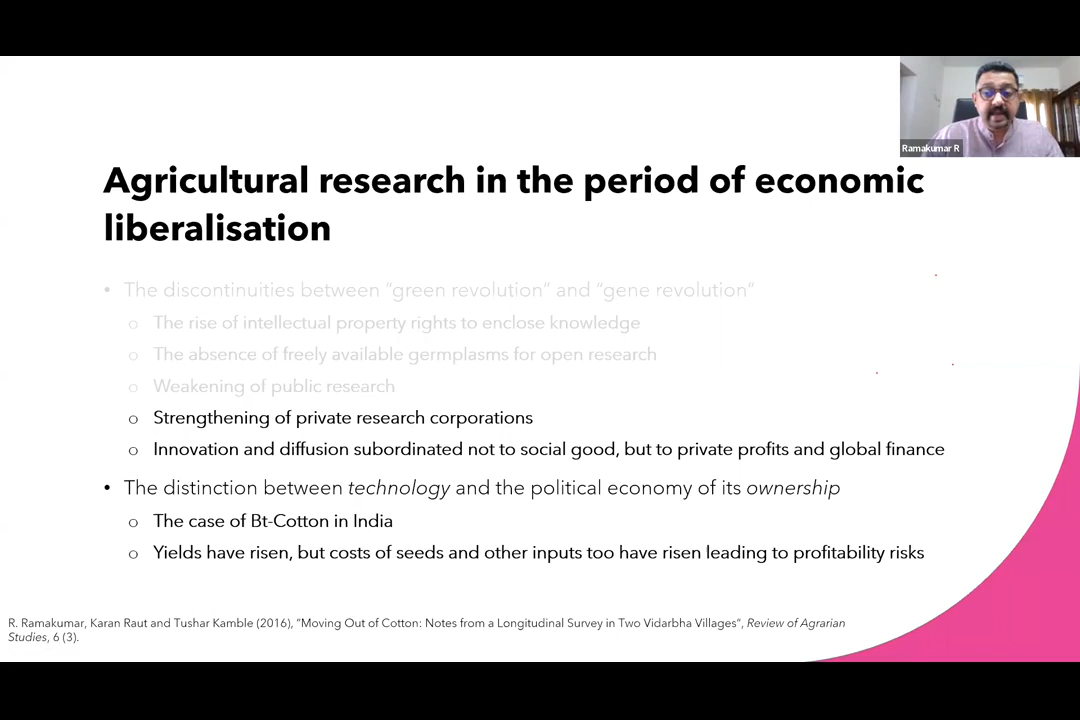 Ramakumar R
Agricultural research in the period of economic
liberalisation
• The discontinuities between "green revolution" and "gene revolution"
o The rise of intellectual property rights to enclose knowledge
o The absence of freely available germplasms for open research
o Weakening of public research
o Strengthening of private research corporations
o Innovation and diffusion subordinated not to social good, but to private profits and global finance
• The distinction between technology and the political economy of its ownership
o The case of Bt-Cotton in India
o Yields have risen, but costs of seeds and other inputs too have risen leading to profitability risks
R. Ramakumar, Karan Raut and Tushar Kamble (2016), "Moving Out of Cotton: Notes from a Longitudinal Survey in Two Vidarbha Villages", Review of Agrarian
Studies, 6 (3).